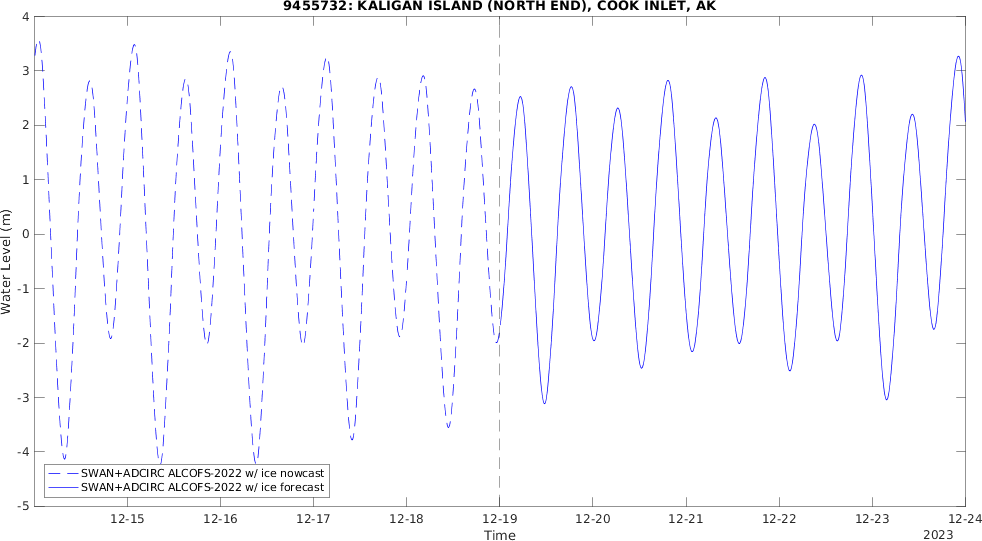 9455732: KALIGAN ISLAND (NORTH END), COOK INLET, AK
4
3
2
1
0
-1
-2
-3
-4
-5
Water Level (m)
SWAN+ADCIRC ALCOFS-2022 w/ ice nowcast
SWAN+ADCIRC ALCOFS-2022 w/ ice forecast
12-15 12-16 12-17 12-18 12-19 12-20 12-21 12-22 12-23 12-24
Time
2023